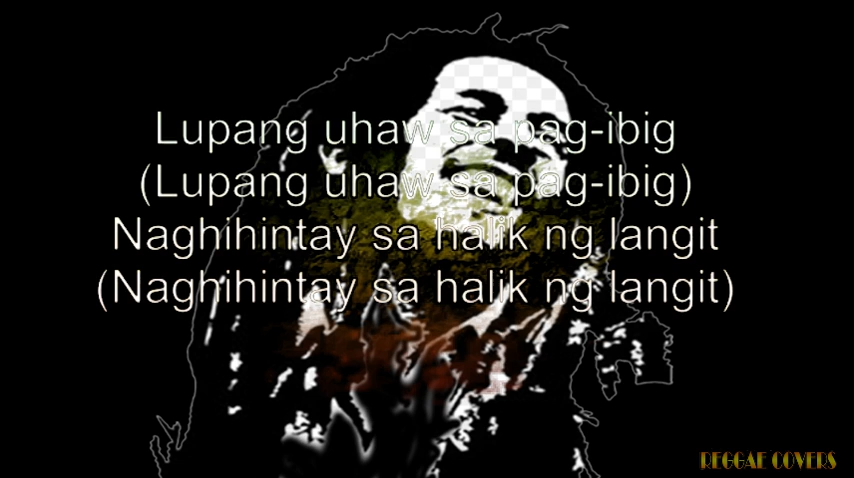 Lupang uhaw sa pag-ibig
(Lupang uhaw sa pag-ibig)
Naghihintay sa halik ng langit
(Naghihintay sa halik ng langit)
REGGAE COVERS